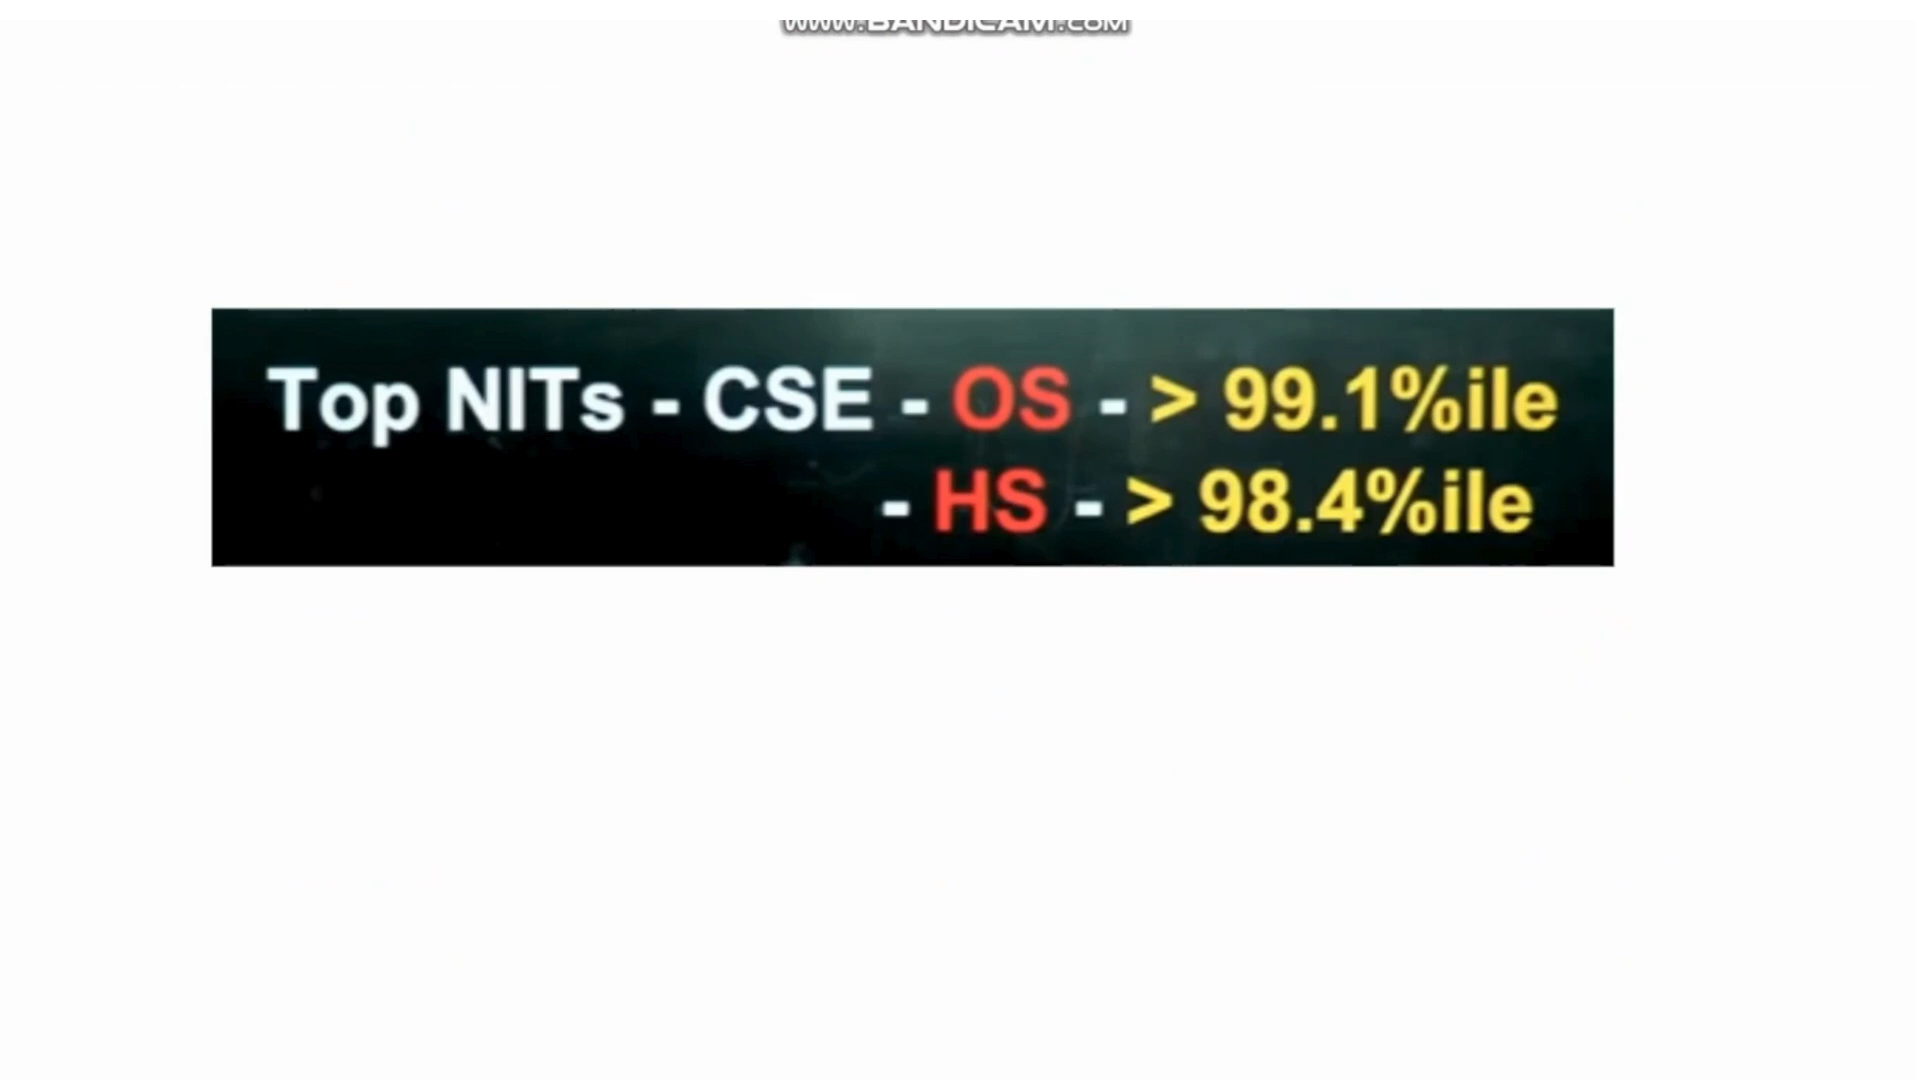 www.BANDICAM.com
Top NITs - CSE - OS - > 99.1%ile
- HS - > 98.4%ile